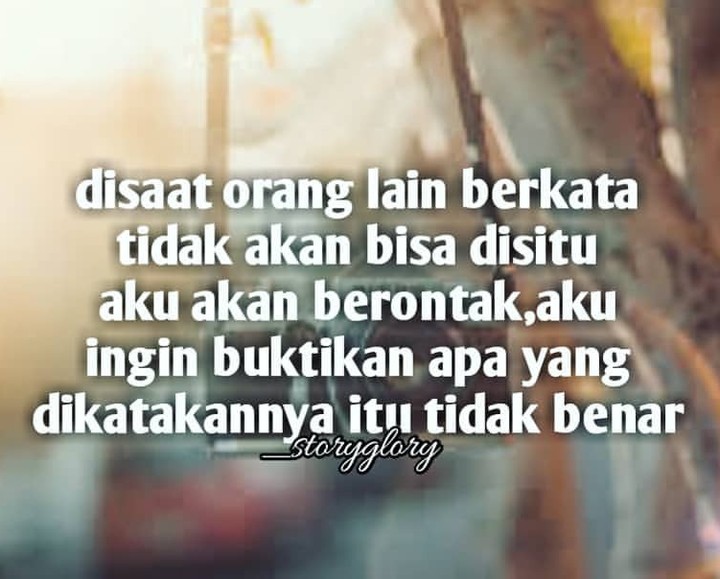 disaat orang lain berkata
tidak akan bisa disitu
aku akan berontak,aku
ingin buktikan apa yang
dikatakannya itu tidak benar
__storyglory